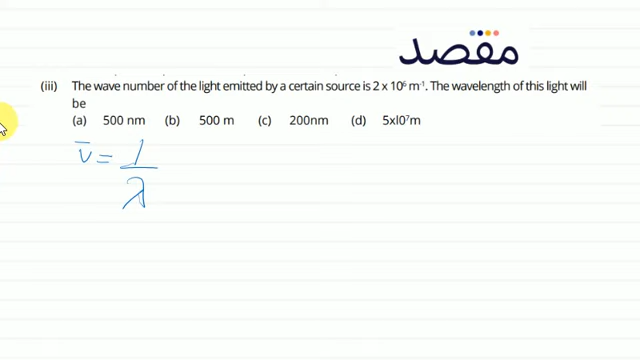 مقصد
(iii) The wave number of the light emitted by a certain source is 2 x 10⁶ m⁻¹. The wavelength of this light will
be
(a) 500 nm (b) 500 m (c) 200nm (d) 5xl0⁷m
ν̅ = 1/λ